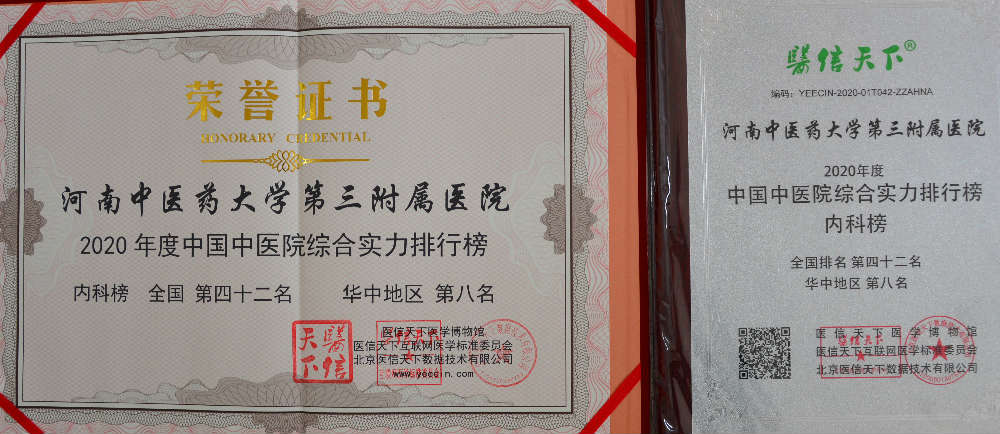 荣誉证书
HONORARY CREDENTIAL
河南中医药大学第三附属医院
2020年度中国中医院综合实力排行榜
内科榜 全国 第四十二名 华中地区 第八名
醫信天下
医信天下医学博物馆
医信天下互联网医学标准委员会
北京医信天下数据技术有限公司
www.yeecin.com
醫信天下®
编码：YEECIN-2020-01T042-ZZAHNA
河南中医药大学第三附属医院
2020年度
中国中医院综合实力排行榜
内科榜
全国排名 第四十二名
华中地区 第八名
医信天下医学博物馆
医信天下互联网医学标准委员会
北京医信天下数据技术有限公司